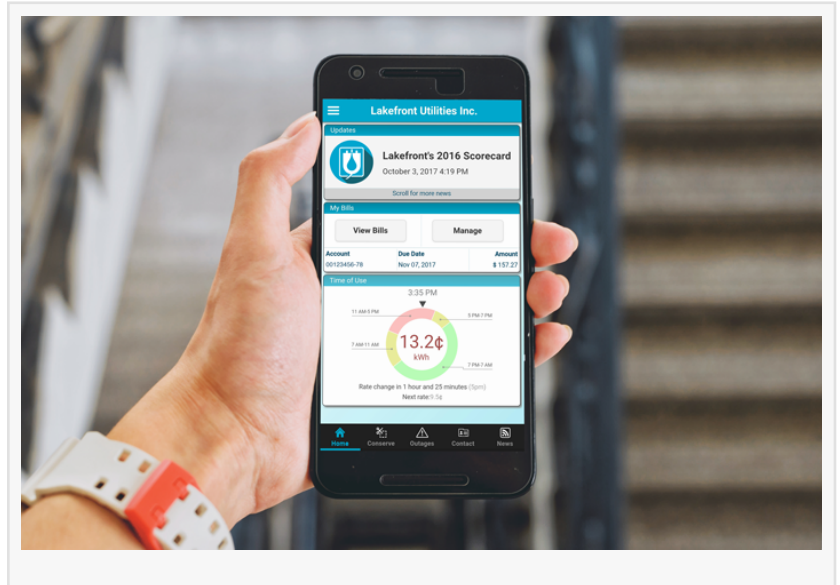 Lakefront Utilities Inc.
Updates
Lakefront's 2016 Scorecard
October 3, 2017 4:19 PM
Scroll for more news
My Bills
View Bills Manage
Account Due Date Amount
00123456-78 Nov 07, 2017 $ 157.27
Time of Use
3:35 PM
11 AM-5 PM 5 PM-7 PM
7 AM-11 AM
13.2¢
kWh
7 PM-7 AM
Rate change in 1 hour and 25 minutes (5pm)
Next rate:9.5¢
Home Conserve Outages Contact News